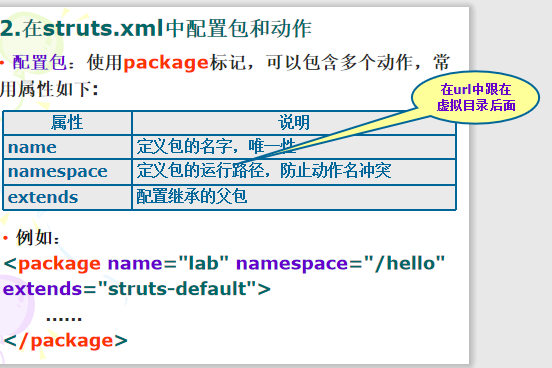 2.在struts.xml中配置包和动作
• 配置包：使用package标记，可以包含多个动作，常
用属性如下:
在url中跟在
虚拟目录后面
属性 说明
name 定义包的名字，唯一性
namespace 定义包的运行路径，防止动作名冲突
extends 配置继承的父包
• 例如：
<package name="lab" namespace="/hello"
extends="struts-default">
......
</package>